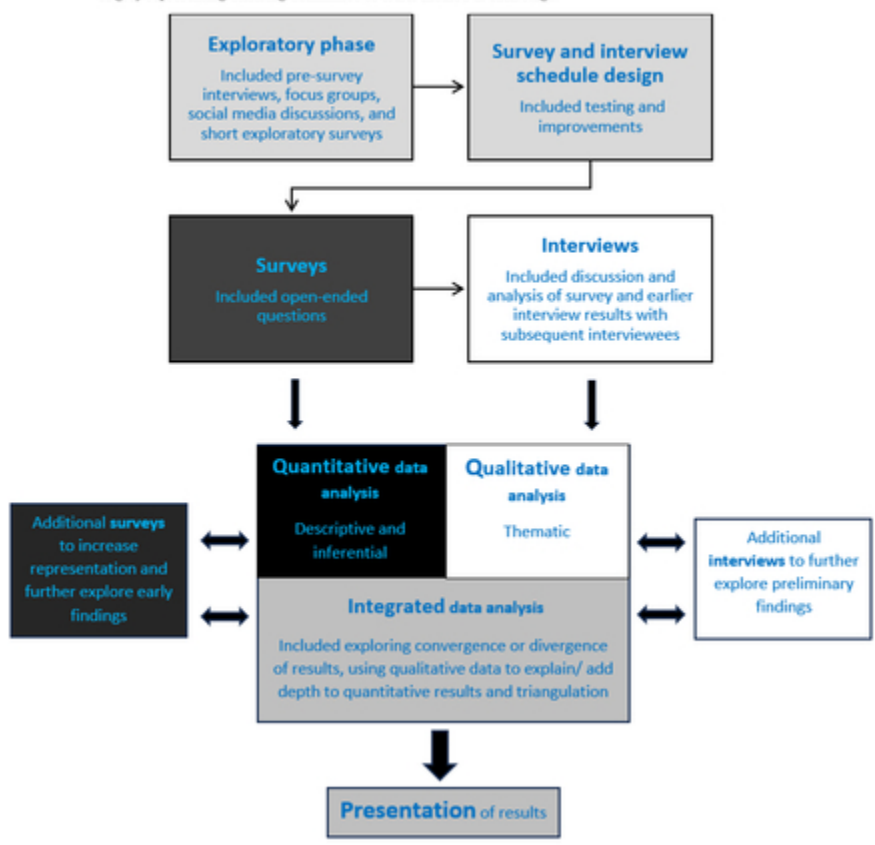 Exploratory phase
Included pre-survey
interviews, focus groups,
social media discussions, and
short exploratory surveys
Survey and interview
schedule design
Included testing and
improvements
Surveys
Included open-ended
questions
Interviews
Included discussion and
analysis of survey and earlier
interview results with
subsequent interviewees
Quantitative data
analysis
Descriptive and
inferential
Qualitative data
analysis
Thematic
Additional surveys
to increase
representation and
further explore early
findings
Additional
interviews to further
explore preliminary
findings
Integrated data analysis
Included exploring convergence or divergence
of results, using qualitative data to explain/ add
depth to quantitative results and triangulation
Presentation of results